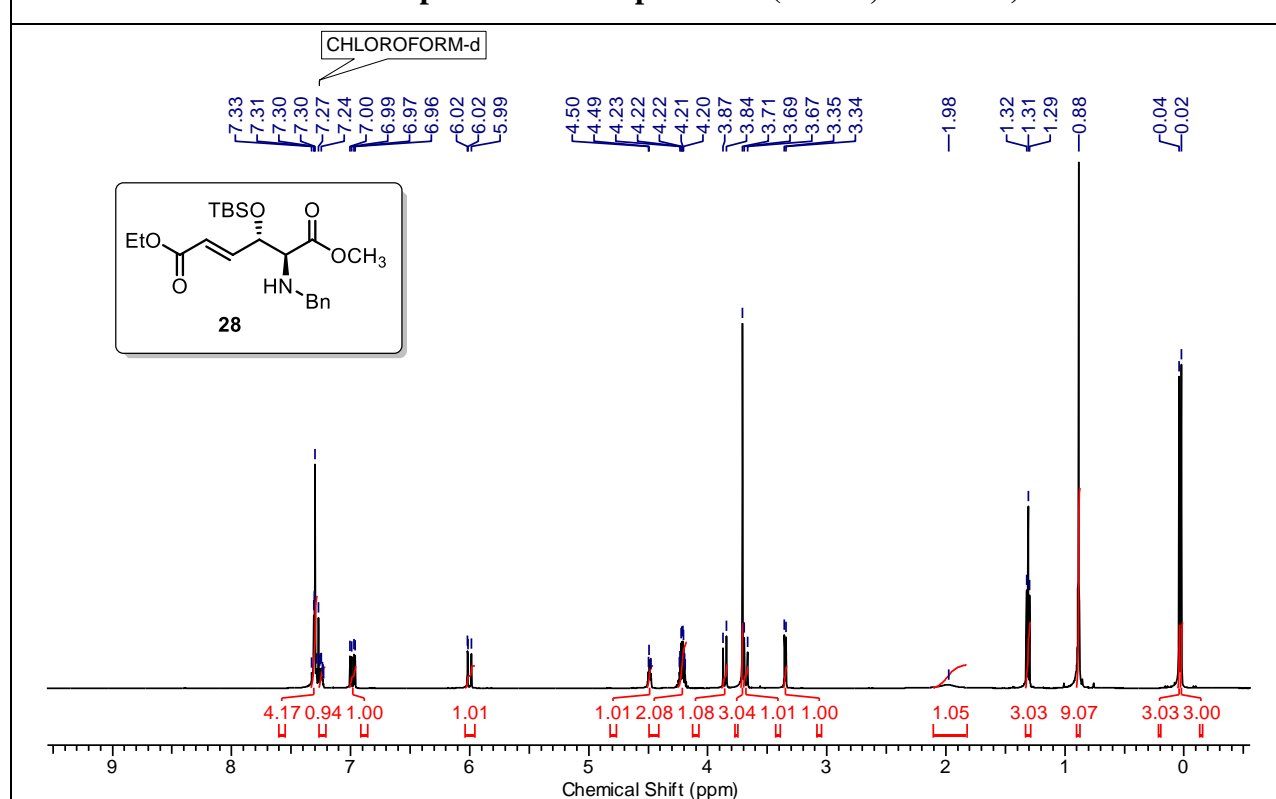 CHLOROFORM-d
7.33 7.31 7.30 7.30 7.27 7.24 7.00 6.99 6.97 6.96 6.02 6.02 5.99 4.50 4.49 4.23 4.22 4.22 4.21 4.20 3.87 3.84 3.71 3.69 3.67 3.35 3.34 1.98 1.32 1.31 1.29 0.88 0.04 0.02
TBSO O
EtO OCH3
O HN Bn
28
4.17 0.94 1.00 1.01 1.01 2.08 1.08 3.04 1.01 1.00 1.05 3.03 9.07 3.03 3.00
9 8 7 6 5 4 3 2 1 0
Chemical Shift (ppm)